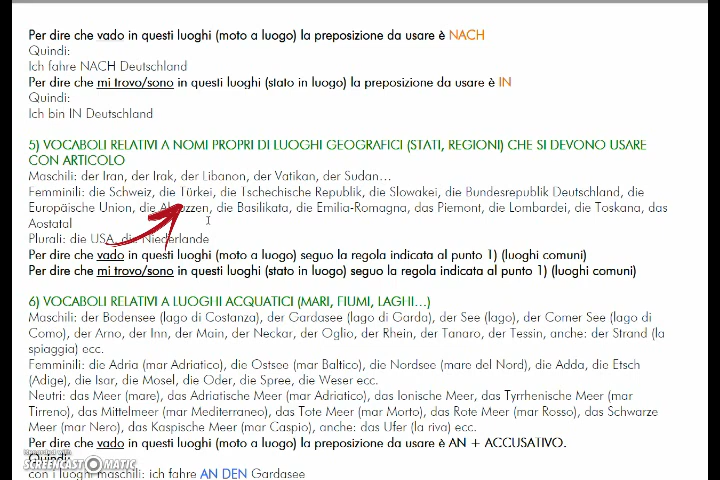 Per dire che vado in questi luoghi (moto a luogo) la preposizione da usare è NACH
Quindi:
Ich fahre NACH Deutschland
Per dire che mi trovo/sono in questi luoghi (stato in luogo) la preposizione da usare è IN
Quindi:
Ich bin IN Deutschland
5) VOCABOLI RELATIVI A NOMI PROPRI DI LUOGHI GEOGRAFICI (STATI, REGIONI) CHE SI DEVONO USARE
CON ARTICOLO
Maschili: der Iran, der Irak, der Libanon, der Vatikan, der Sudan...
Femminili: die Schweiz, die Türkei, die Tschechische Republik, die Slowakei, die Bundesrepublik Deutschland, die
Europäische Union, die Abruzzen, die Basilikata, die Emilia-Romagna, das Piemont, die Lombardei, die Toskana, das
Aostatal
Plurali: die USA, die Niederlande
Per dire che vado in questi luoghi (moto a luogo) seguo la regola indicata al punto 1) (luoghi comuni)
Per dire che mi trovo/sono in questi luoghi (stato in luogo) seguo la regola indicata al punto 1) (luoghi comuni)
6) VOCABOLI RELATIVI A LUOGHI ACQUATICI (MARI, FIUMI, LAGHI...)
Maschili: der Bodensee (lago di Costanza), der Gardasee (lago di Garda), der See (lago), der Comer See (lago di
Como), der Arno, der Inn, der Main, der Neckar, der Oglio, der Rhein, der Tanaro, der Tessin, anche: der Strand (la
spiaggia) ecc.
Femminili: die Adria (mar Adriatico), die Ostsee (mar Baltico), die Nordsee (mare del Nord), die Adda, die Etsch
(Adige), die Isar, die Mosel, die Oder, die Spree, die Weser ecc.
Neutri: das Meer (mare), das Adriatische Meer (mar Adriatico), das Ionische Meer, das Tyrrhenische Meer (mar
Tirreno), das Mittelmeer (mar Mediterraneo), das Tote Meer (mar Morto), das Rote Meer (mar Rosso), das Schwarze
Meer (mar Nero), das Kaspische Meer (mar Caspio), anche: das Ufer (la riva) ecc.
Per dire che vado in questi luoghi (moto a luogo) la preposizione da usare è AN + ACCUSATIVO.
Quindi:
con i luoghi maschili: ich fahre AN DEN Gardasee
SCREENCAST MATIC